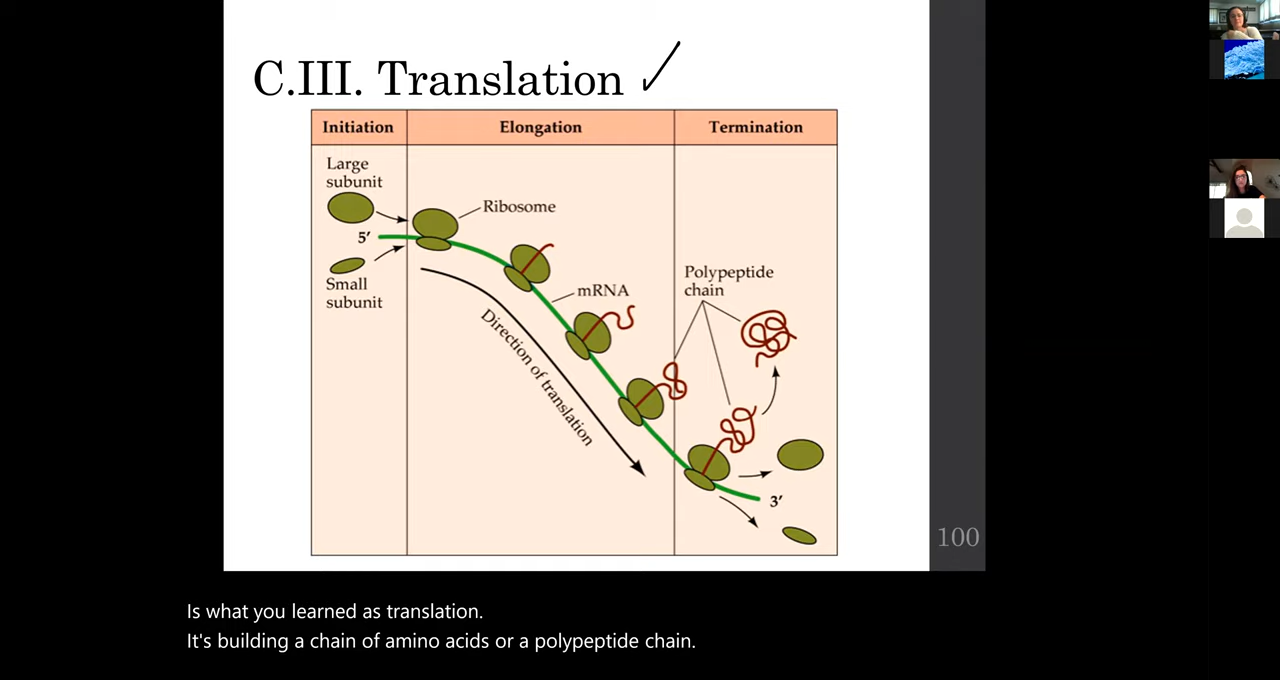 C.III. Translation ✓
Initiation
Elongation
Termination
Large
subunit
Ribosome
5′
Small
subunit
mRNA
Direction of translation
Polypeptide
chain
3′
100
Is what you learned as translation.
It's building a chain of amino acids or a polypeptide chain.